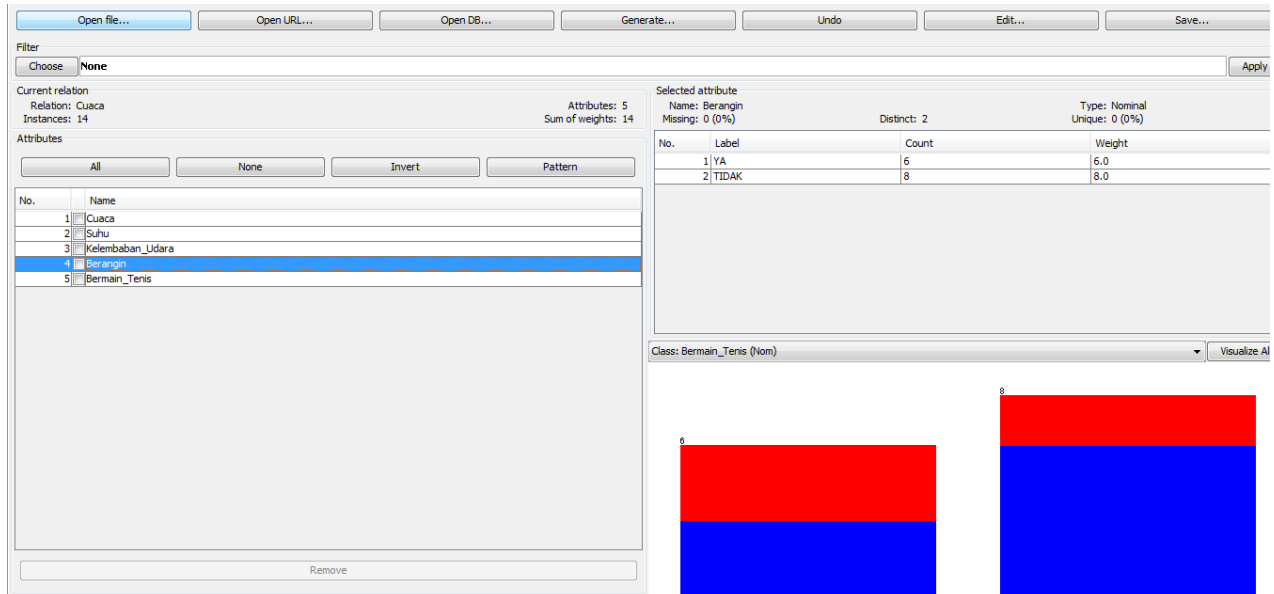 Open file... Open URL... Open DB... Generate... Undo Edit... Save...
Filter
Choose None Apply
Current relation
Relation: Cuaca Attributes: 5
Instances: 14 Sum of weights: 14
Attributes
All None Invert Pattern
No. Name
1 Cuaca
2 Suhu
3 Kelembaban_Udara
4 Berangin
5 Bermain_Tenis
Remove
Selected attribute
Name: Berangin Type: Nominal
Missing: 0 (0%) Distinct: 2 Unique: 0 (0%)
No. Label Count Weight
1 YA 6 6.0
2 TIDAK 8 8.0
Class: Bermain_Tenis (Nom) Visualize Al
8
6